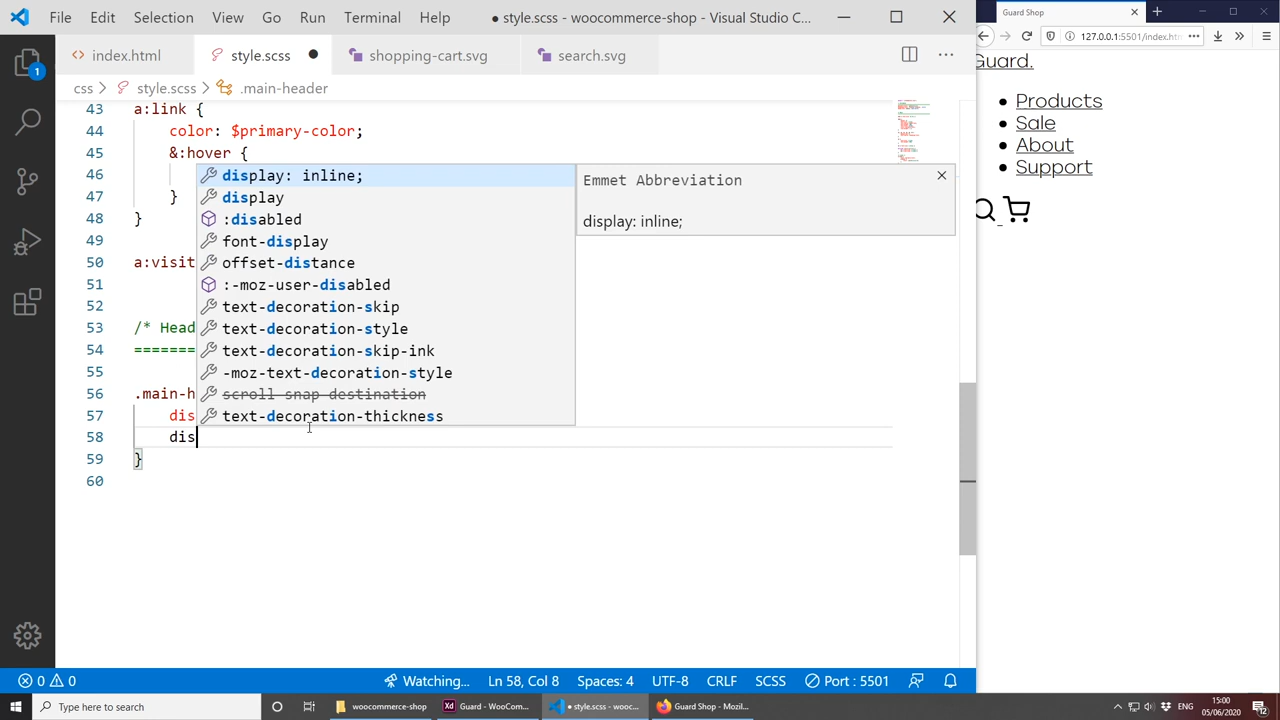 File Edit Selection View Go Run Terminal Help ● style.scss - woocommerce-shop - Visual Studio C...
Guard Shop
index.html style.scss shopping-cart.svg search.svg
127.0.0.1:5501/index.htm
css > style.scss > .main-header
1
43 a:link {
44 color: $primary-color;
45 &:hover {
46
47 }
48 }
49
50 a:visit
51
52
53 /* Head
54 =======
55
56 .main-h
57 dis
58 dis
59 }
60
display: inline;
display
:disabled
font-display
offset-distance
:-moz-user-disabled
text-decoration-skip
text-decoration-style
text-decoration-skip-ink
-moz-text-decoration-style
scroll-snap-destination
text-decoration-thickness
Emmet Abbreviation
display: inline;
Guard.
Products
Sale
About
Support
0 0 Watching... Ln 58, Col 8 Spaces: 4 UTF-8 CRLF SCSS Port : 5501
Type here to search
woocommerce-shop
Guard - WooCom...
● style.scss - wooc...
Guard Shop - Mozil...
ENG
15:00
05/06/2020
12